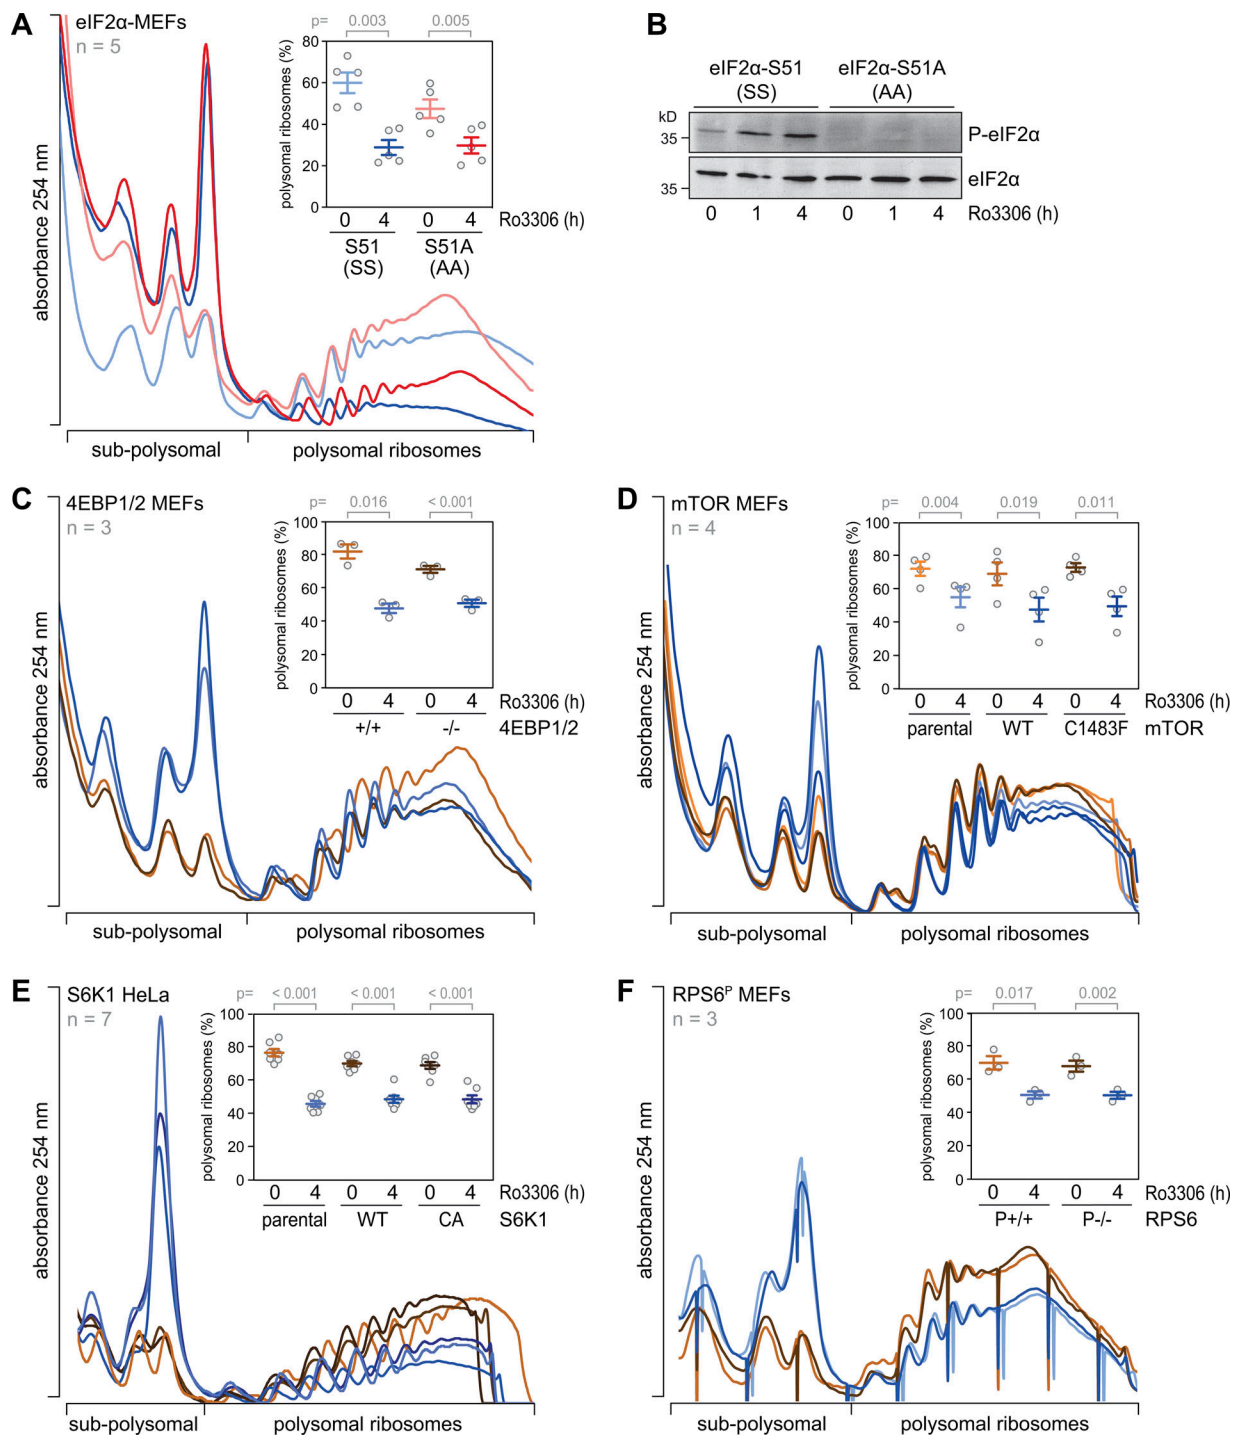 A
eIF2α-MEFs
n = 5
absorbance 254 nm
sub-polysomal
polysomal ribosomes
p=
0.003
0.005
polysomal ribosomes (%)
80
60
40
20
0
0
4
0
4
Ro3306 (h)
S51
(SS)
S51A
(AA)
B
eIF2α-S51
(SS)
eIF2α-S51A
(AA)
kD
35
P-eIF2α
35
eIF2α
0 1 4 0 1 4 Ro3306 (h)
C
4EBP1/2 MEFs
n = 3
absorbance 254 nm
sub-polysomal
polysomal ribosomes
p=
0.016
< 0.001
polysomal ribosomes (%)
100
80
60
40
20
0
0
4
0
4
Ro3306 (h)
+/+
-/-
4EBP1/2
D
mTOR MEFs
n = 4
absorbance 254 nm
sub-polysomal
polysomal ribosomes
p=
0.004
0.019
0.011
polysomal ribosomes (%)
100
80
60
40
20
0
0 4 0 4 0 4 Ro3306 (h)
parental
WT
C1483F
mTOR
E
S6K1 HeLa
n = 7
absorbance 254 nm
sub-polysomal
polysomal ribosomes
p=
< 0.001
< 0.001
< 0.001
polysomal ribosomes (%)
100
80
60
40
20
0
0 4 0 4 0 4 Ro3306 (h)
parental
WT
CA
S6K1
F
RPS6ᴾ MEFs
n = 3
absorbance 254 nm
sub-polysomal
polysomal ribosomes
p=
0.017
0.002
polysomal ribosomes (%)
100
80
60
40
20
0
0 4 0 4 Ro3306 (h)
P+/+
P-/-
RPS6